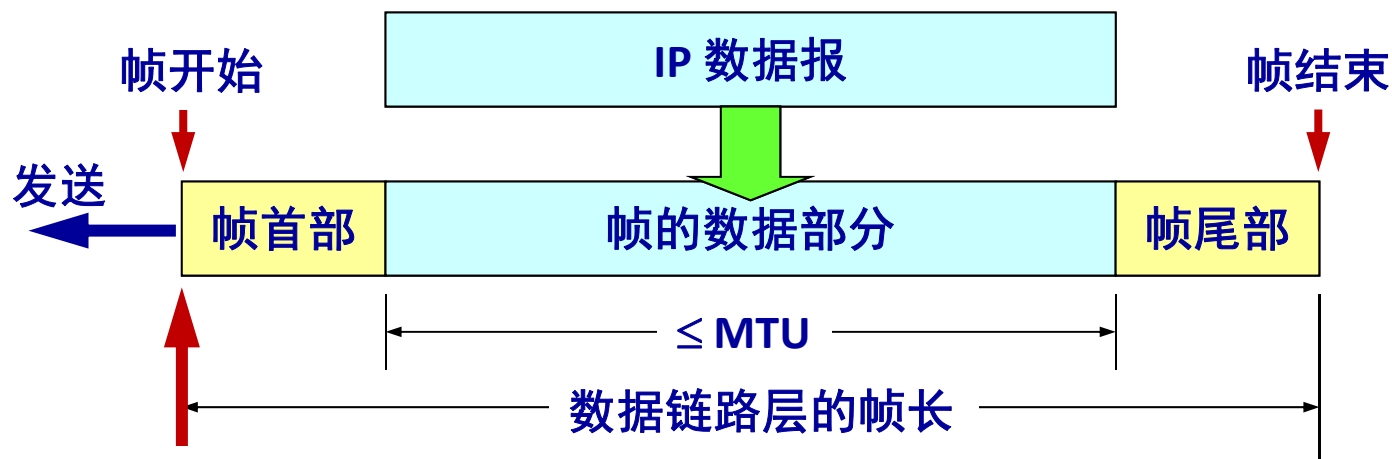 IP 数据报
帧开始
帧结束
发送
帧首部
帧的数据部分
帧尾部
≤ MTU
数据链路层的帧长